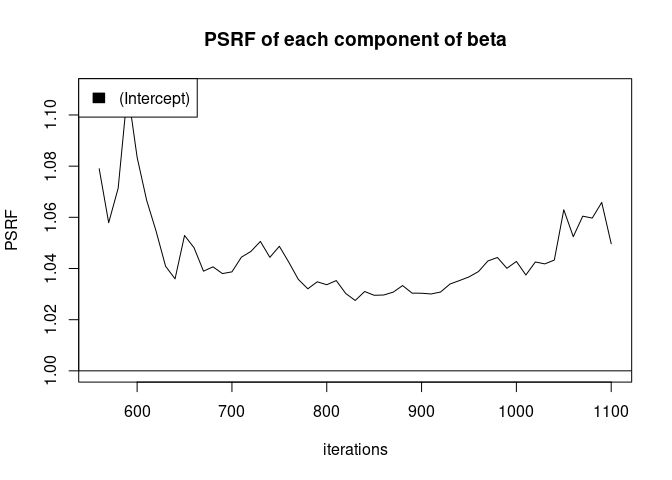 PSRF of each component of beta
(Intercept)
1.10
1.08
1.06
1.04
1.02
1.00
PSRF
600 700 800 900 1000 1100
iterations